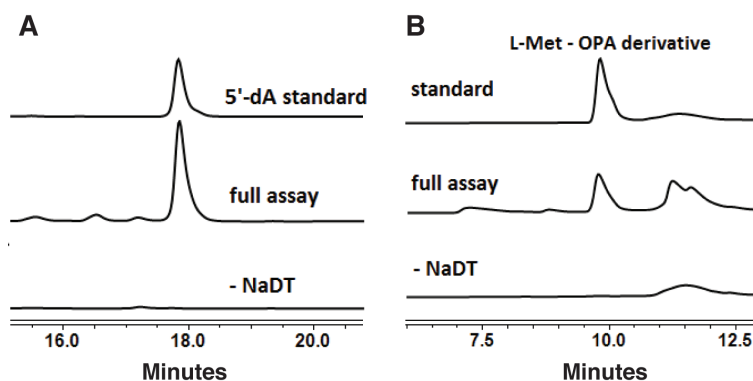 A
5'-dA standard
full assay
- NaDT
16.0 18.0 20.0
Minutes
B
L-Met - OPA derivative
standard
full assay
- NaDT
7.5 10.0 12.5
Minutes